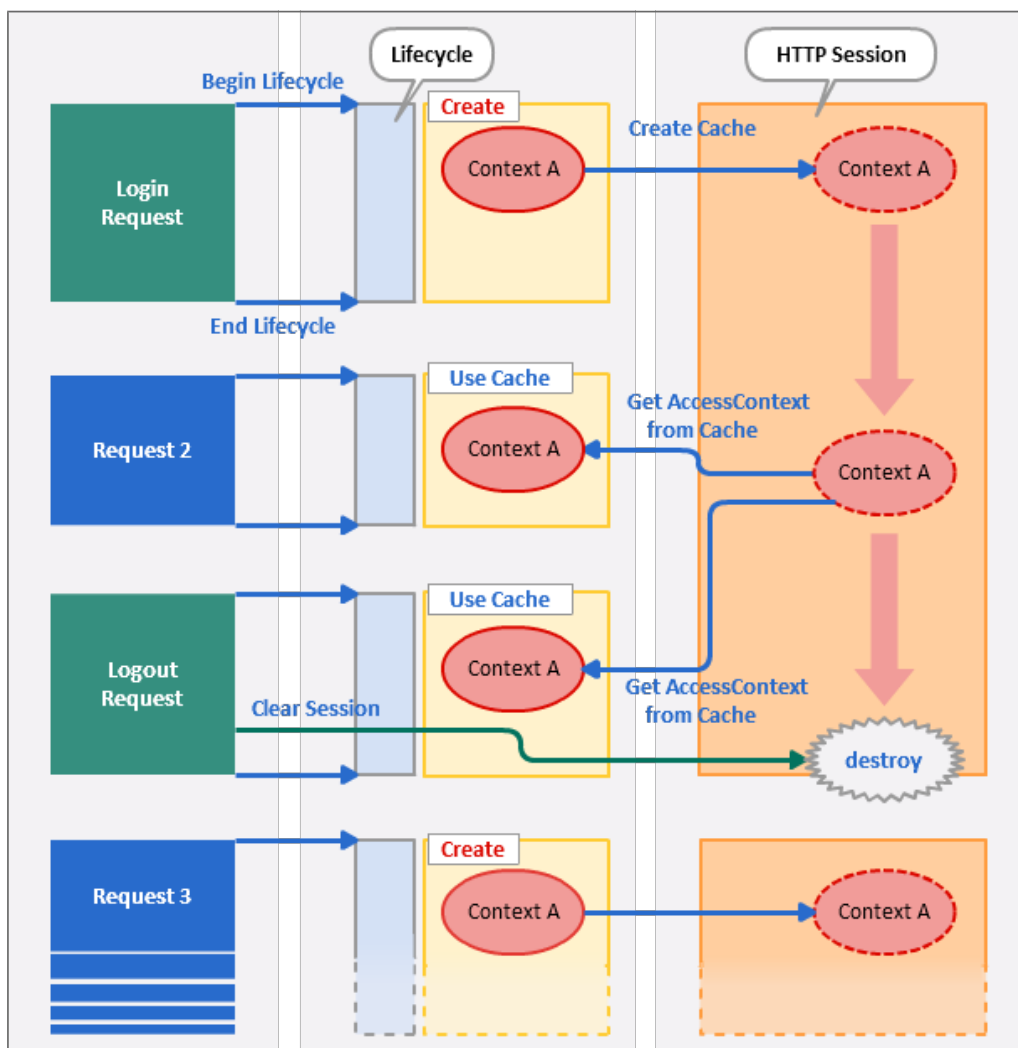 Lifecycle
HTTP Session
Begin Lifecycle
Create
Create Cache
Login
Request
Context A
Context A
End Lifecycle
Use Cache
Get AccessContext
from Cache
Request 2
Context A
Context A
Use Cache
Logout
Request
Context A
Get AccessContext
from Cache
Clear Session
destroy
Create
Request 3
Context A
Context A